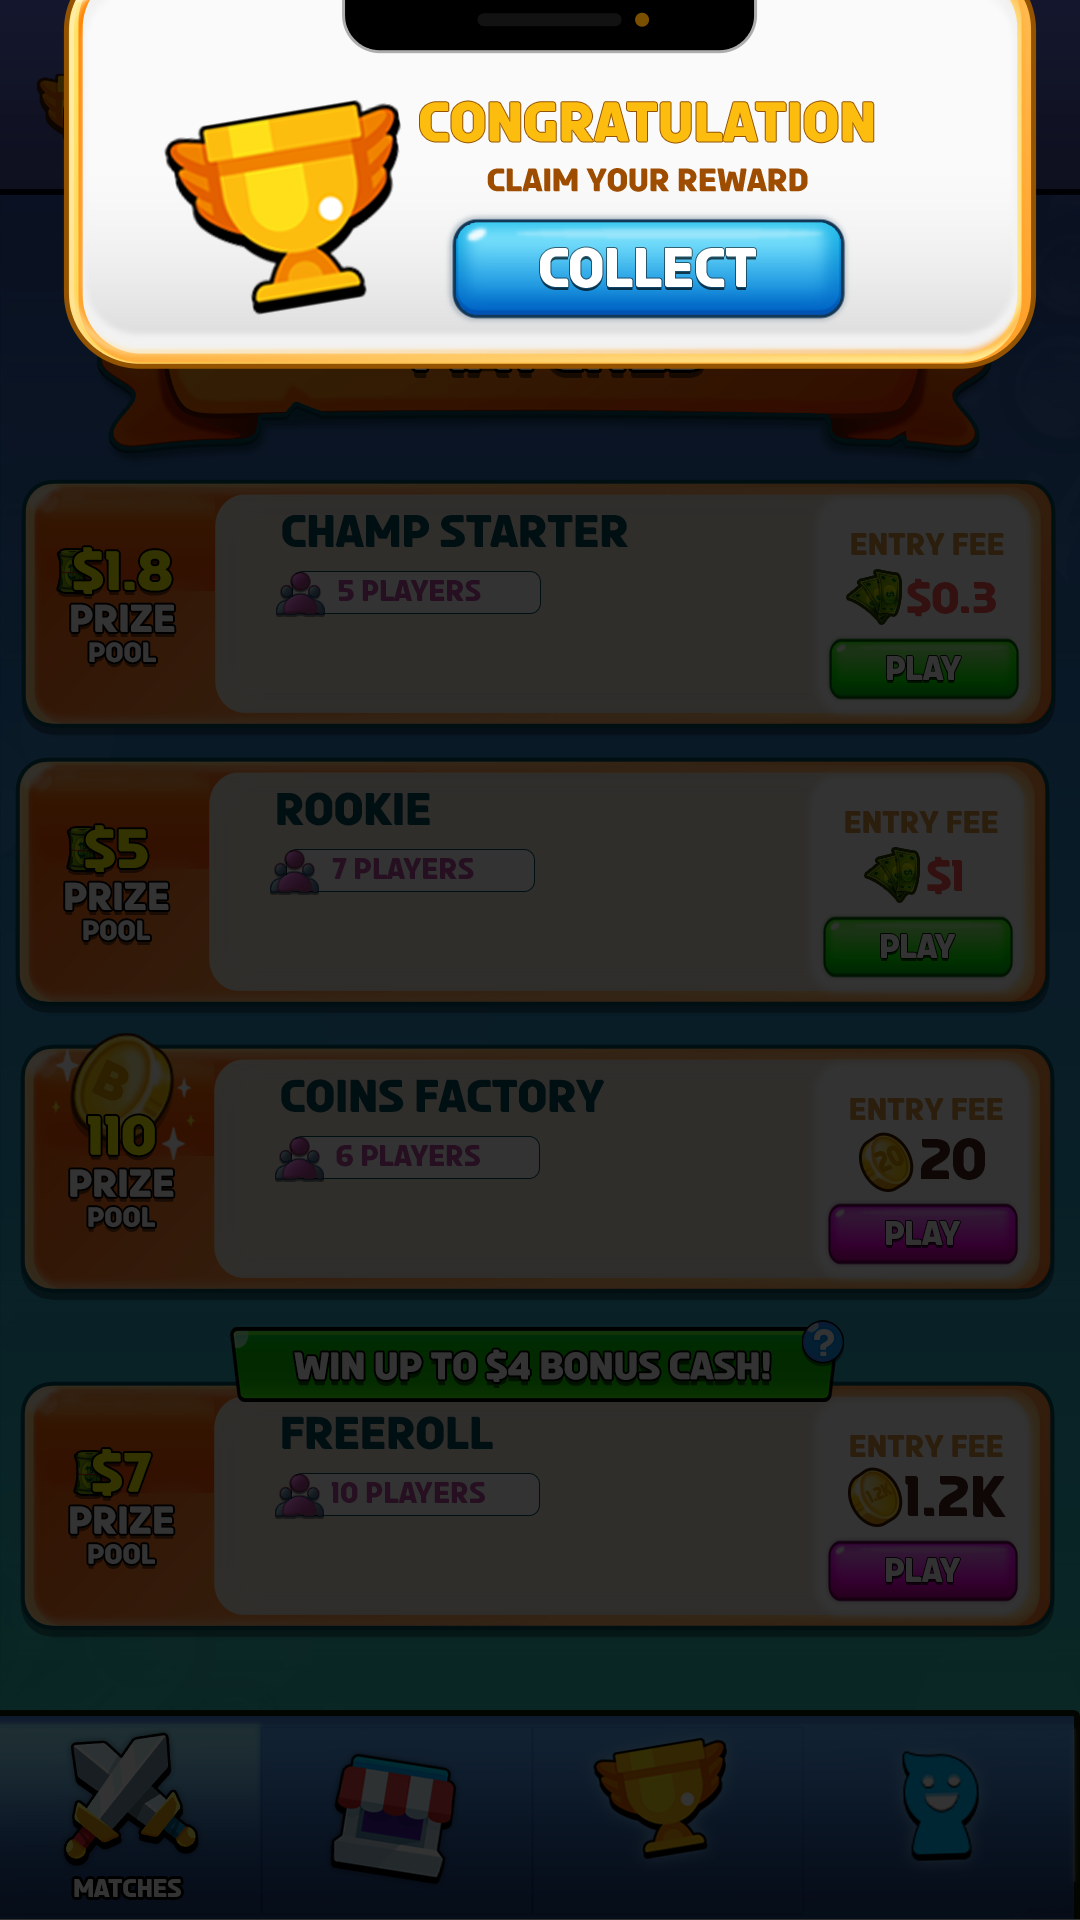 CONGRATULATION
CLAIM YOUR REWARD
COLLECT
CHAMP STARTER
5 PLAYERS
$1.8
PRIZE
POOL
ENTRY FEE
$0.3
PLAY
ROOKIE
7 PLAYERS
$5
PRIZE
POOL
ENTRY FEE
$1
PLAY
COINS FACTORY
6 PLAYERS
B
110
PRIZE
POOL
ENTRY FEE
20
20
PLAY
WIN UP TO $4 BONUS CASH!
?
FREEROLL
10 PLAYERS
$7
PRIZE
POOL
ENTRY FEE
1.2K
1.2K
PLAY
MATCHES